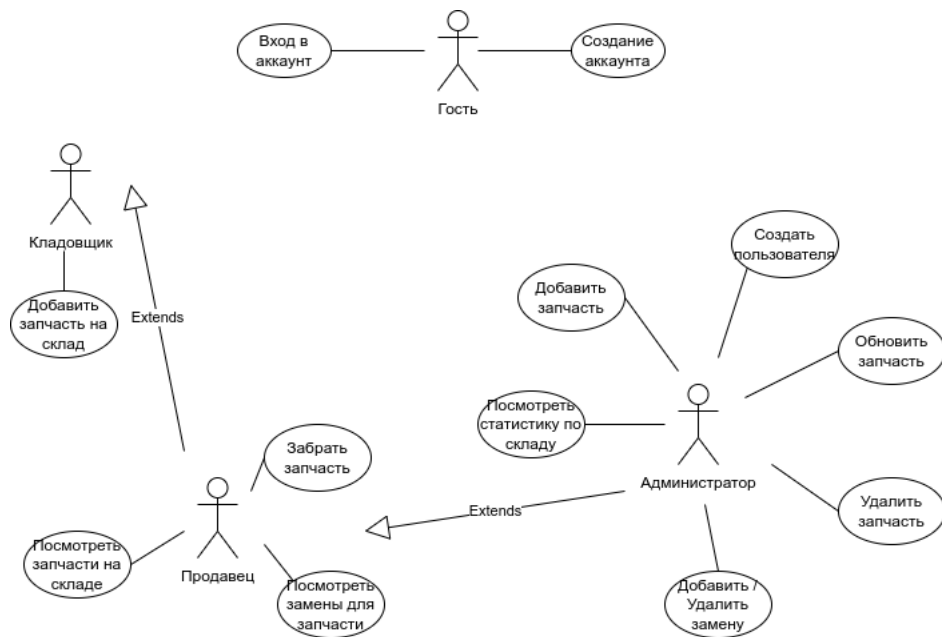 Вход в
аккаунт
Создание
аккаунта
Гость
Кладовщик
Добавить
запчасть на
склад
Extends
Создать
пользователя
Добавить
запчасть
Обновить
запчасть
Посмотреть
статистику по
складу
Администратор
Забрать
запчасть
Extends
Удалить
запчасть
Посмотреть
запчасти на
складе
Продавец
Посмотреть
замены для
запчасти
Добавить /
Удалить
замену